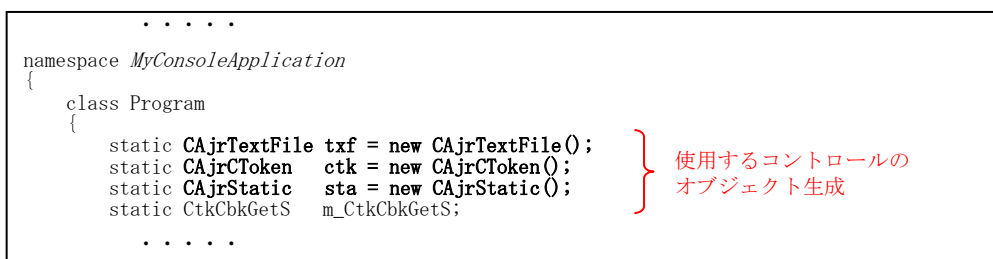 ・・・・・
namespace MyConsoleApplication
{
class Program
{
static CAjrTextFile txf = new CAjrTextFile();
static CAjrCToken ctk = new CAjrCToken();
static CAjrStatic sta = new CAjrStatic();
static CtkCbkGetS m_CtkCbkGetS;
使用するコントロールの
オブジェクト生成
・・・・・